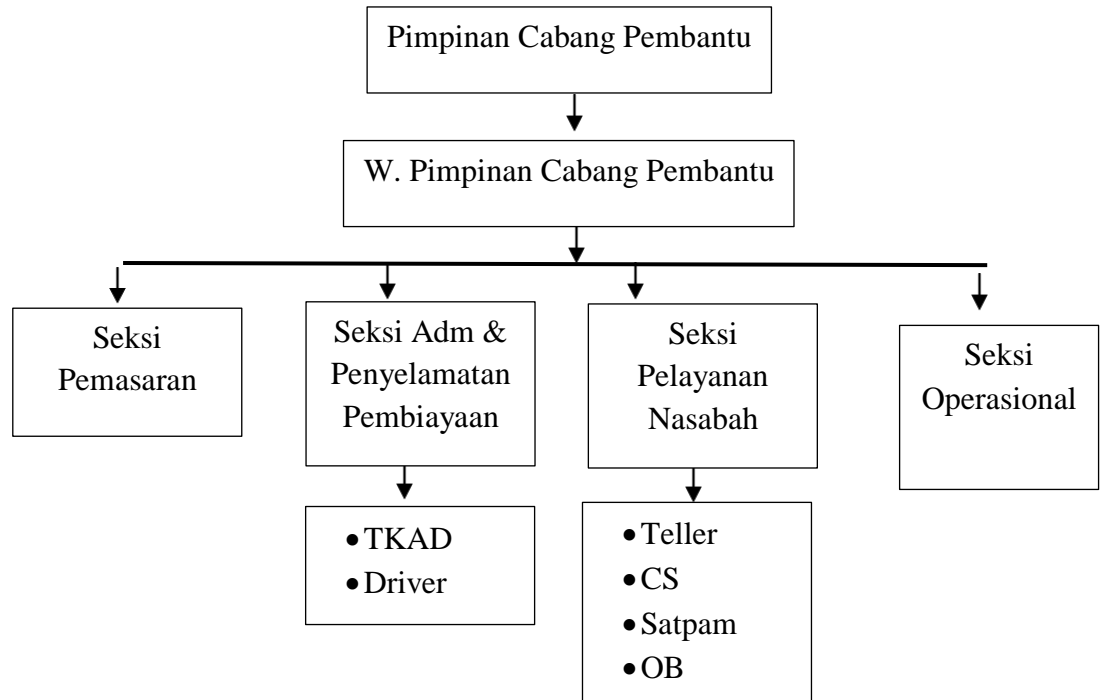 Pimpinan Cabang Pembantu
W. Pimpinan Cabang Pembantu
Seksi
Pemasaran
Seksi Adm &
Penyelamatan
Pembiayaan
Seksi
Pelayanan
Nasabah
Seksi
Operasional
• TKAD
• Driver
• Teller
• CS
• Satpam
• OB